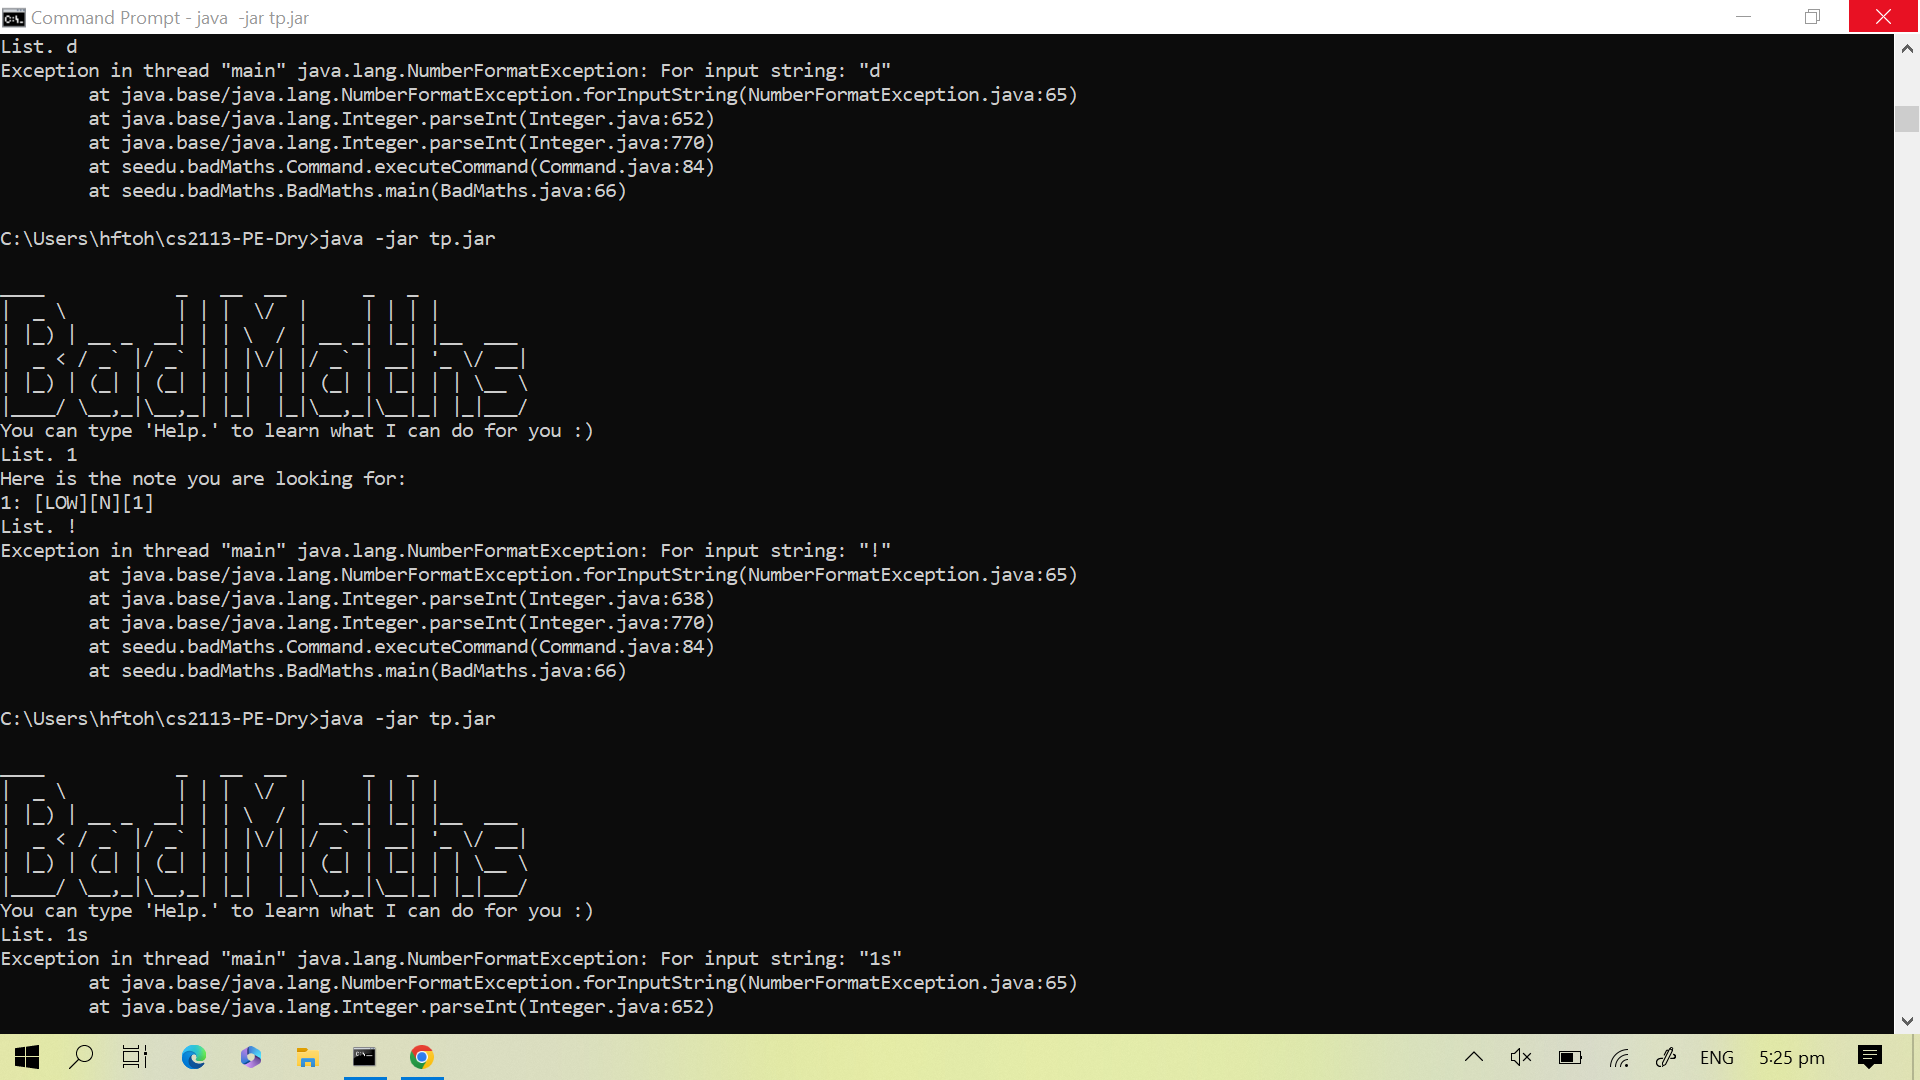 Command Prompt - java  -jar tp.jar
List. d
Exception in thread "main" java.lang.NumberFormatException: For input string: "d"
        at java.base/java.lang.NumberFormatException.forInputString(NumberFormatException.java:65)
        at java.base/java.lang.Integer.parseInt(Integer.java:652)
        at java.base/java.lang.Integer.parseInt(Integer.java:770)
        at seedu.badMaths.Command.executeCommand(Command.java:84)
        at seedu.badMaths.BadMaths.main(BadMaths.java:66)
C:\Users\hftoh\cs2113-PE-Dry>java -jar tp.jar
BadMaths
You can type 'Help.' to learn what I can do for you :)
List. 1
Here is the note you are looking for:
1: [LOW][N][1]
List. !
Exception in thread "main" java.lang.NumberFormatException: For input string: "!"
        at java.base/java.lang.NumberFormatException.forInputString(NumberFormatException.java:65)
        at java.base/java.lang.Integer.parseInt(Integer.java:638)
        at java.base/java.lang.Integer.parseInt(Integer.java:770)
        at seedu.badMaths.Command.executeCommand(Command.java:84)
        at seedu.badMaths.BadMaths.main(BadMaths.java:66)
C:\Users\hftoh\cs2113-PE-Dry>java -jar tp.jar
BadMaths
You can type 'Help.' to learn what I can do for you :)
List. 1s
Exception in thread "main" java.lang.NumberFormatException: For input string: "1s"
        at java.base/java.lang.NumberFormatException.forInputString(NumberFormatException.java:65)
        at java.base/java.lang.Integer.parseInt(Integer.java:652)
ENG
5:25 pm